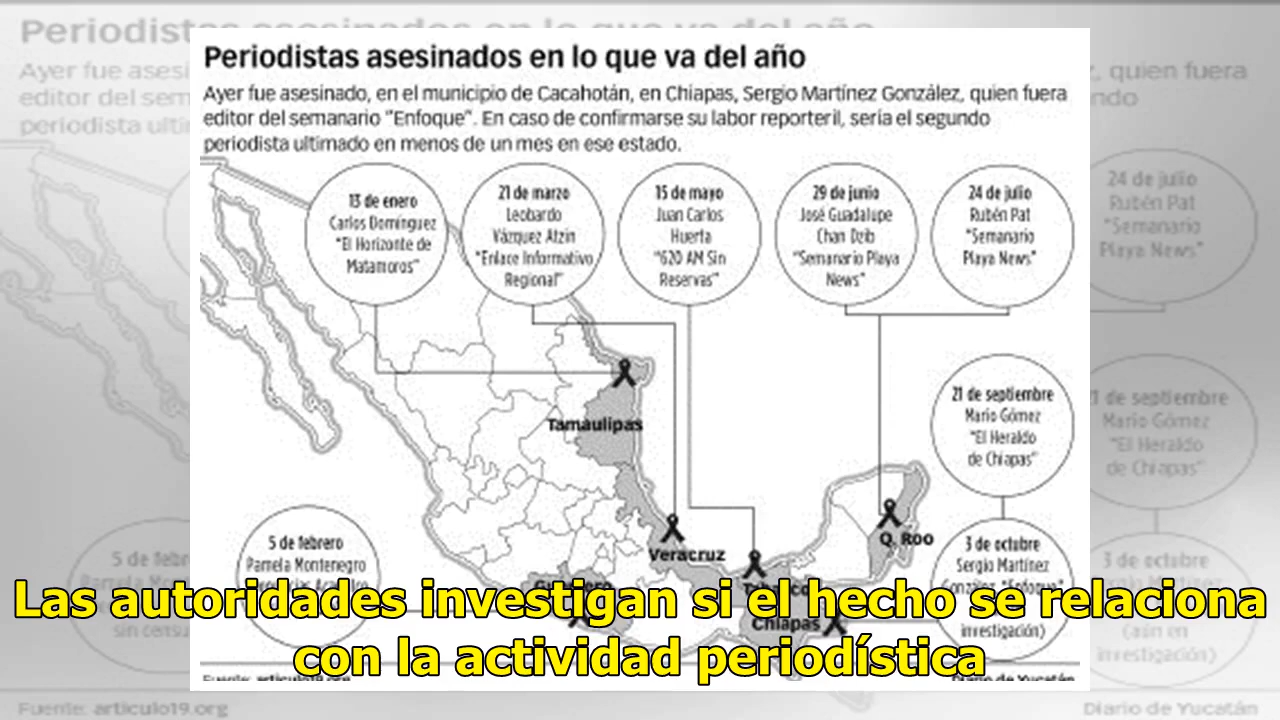 Periodistas asesinados en lo que va del año
Ayer fue asesinado, en el municipio de Cacahotán, en Chiapas, Sergio Martínez González, quien fuera
editor del semanario "Enfoque". En caso de confirmarse su labor reporteril, sería el segundo
periodista ultimado en menos de un mes en ese estado.
13 de enero
Carlos Domínguez
"El Horizonte de
Matamoros"
21 de marzo
Leobardo
Vázquez Atzin
"Enlace Informativo
Regional"
15 de mayo
Juan Carlos
Huerta
"620 AM Sin
Reservas"
29 de junio
José Guadalupe
Chan Dzib
"Semanario Playa
News"
24 de julio
Rubén Pat
"Semanario
Playa News"
21 de septiembre
Mario Gómez
"El Heraldo
de Chiapas"
3 de octubre
Sergio Martínez
González, "Enfoque"
investigación)
5 de febrero
Pamela Montenegro
Tamaulipas
Veracruz
Q. Roo
Chiapas
Las autoridades investigan si el hecho se relaciona
con la actividad periodística
Fuente: articulo19.org
Diario de Yucatán